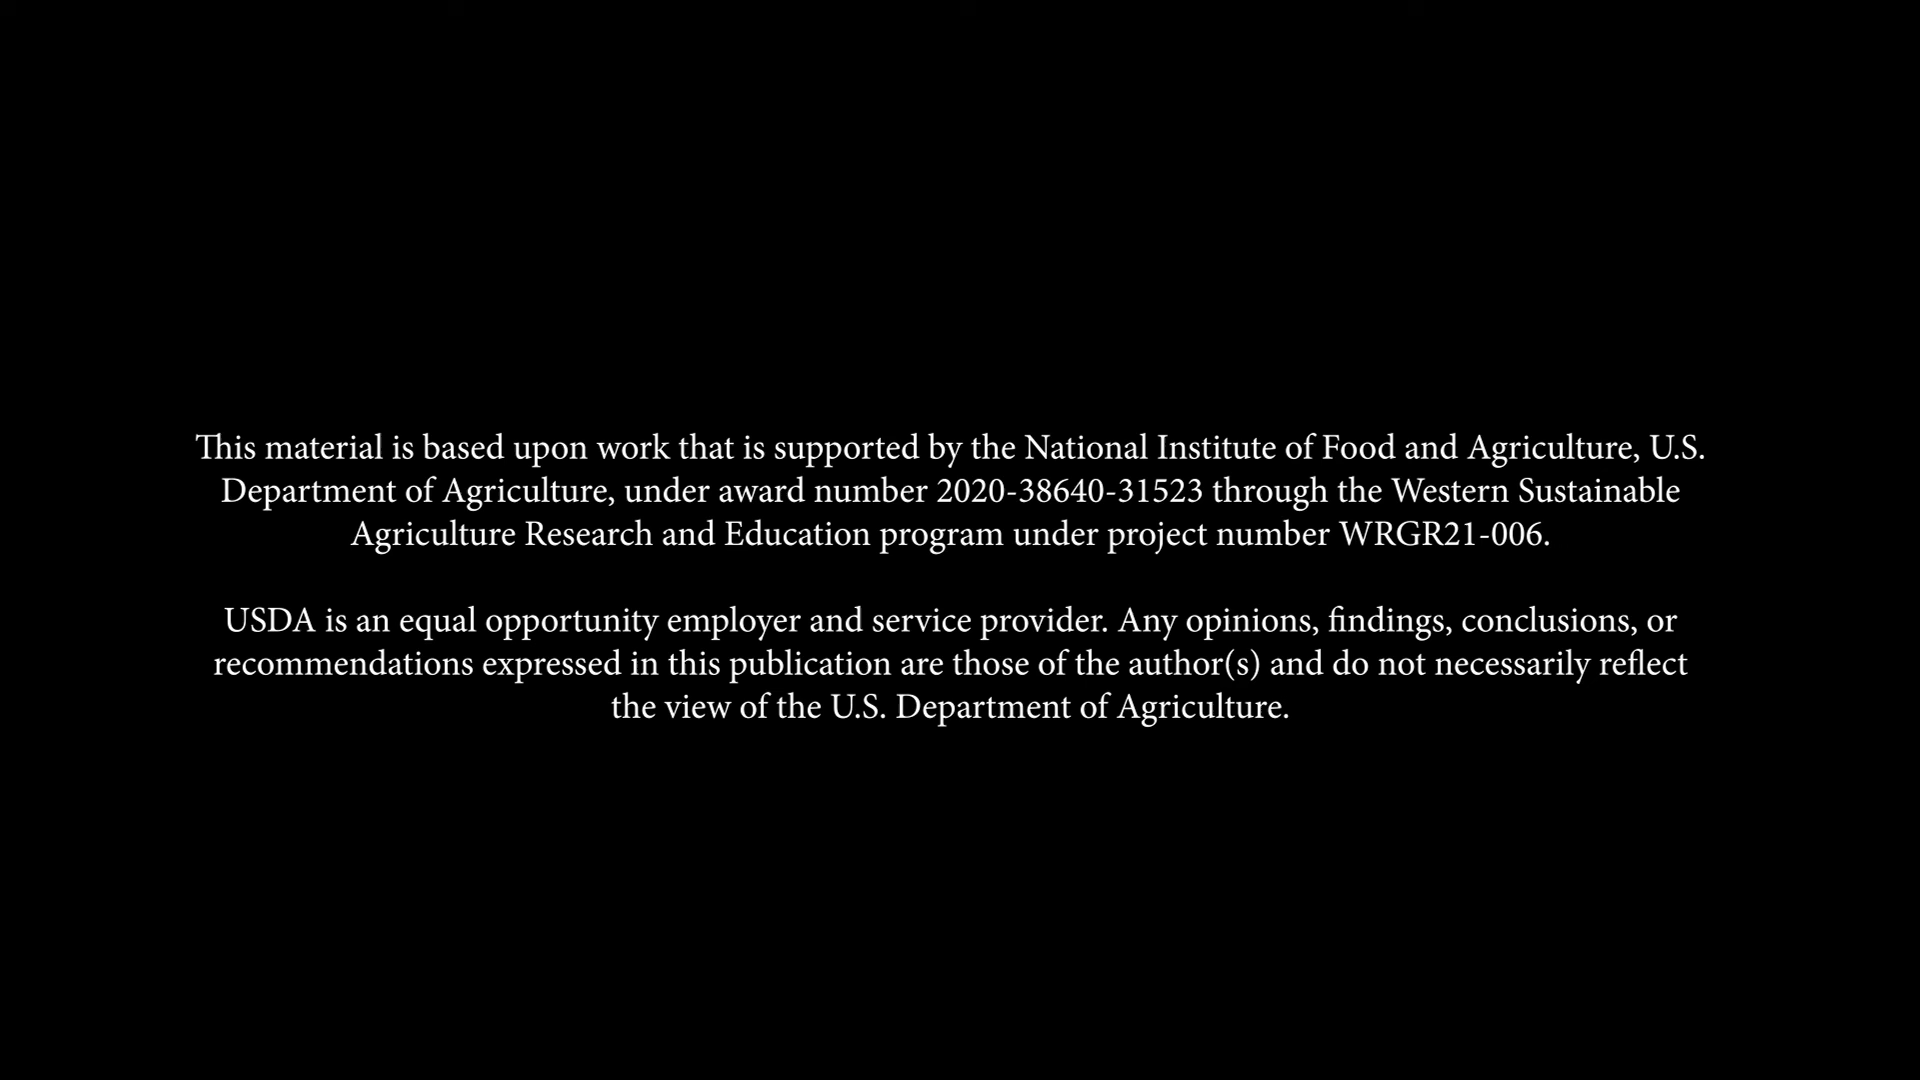 This material is based upon work that is supported by the National Institute of Food and Agriculture, U.S.
Department of Agriculture, under award number 2020-38640-31523 through the Western Sustainable
Agriculture Research and Education program under project number WRGR21-006.
USDA is an equal opportunity employer and service provider. Any opinions, findings, conclusions, or
recommendations expressed in this publication are those of the author(s) and do not necessarily reflect
the view of the U.S. Department of Agriculture.